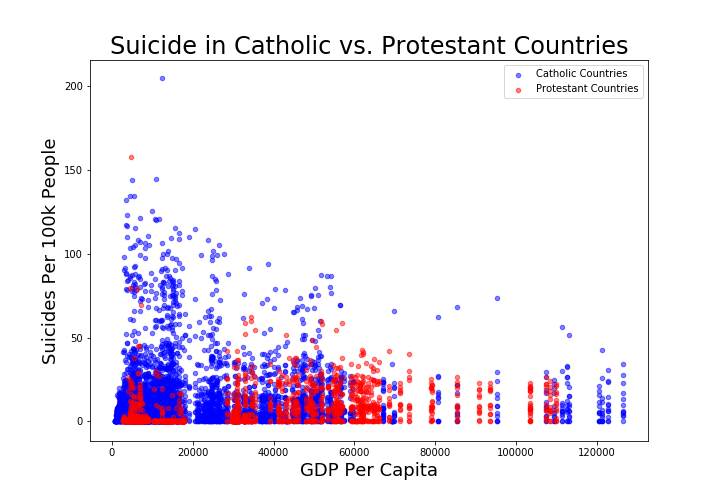 Suicide in Catholic vs. Protestant Countries
Catholic Countries
Protestant Countries
Suicides Per 100k People
200
150
100
50
0
0 20000 40000 60000 80000 100000 120000
GDP Per Capita